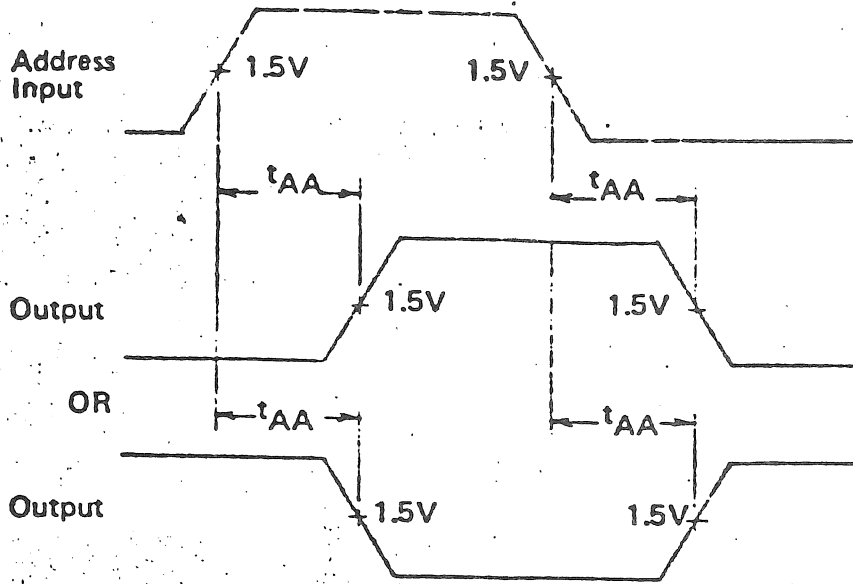 Address
Input
1.5V
1.5V
tAA
tAA
Output
1.5V
1.5V
OR
tAA
tAA
Output
1.5V
1.5V